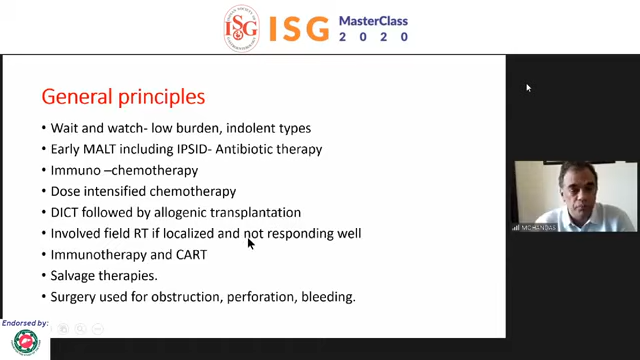 ISG
ISG
MasterClass
2020
General principles
• Wait and watch- low burden, indolent types
• Early MALT including IPSID- Antibiotic therapy
• Immuno –chemotherapy
• Dose intensified chemotherapy
• DICT followed by allogenic transplantation
• Involved field RT if localized and not responding well
• Immunotherapy and CART
• Salvage therapies.
• Surgery used for obstruction, perforation, bleeding.
MCHANDAS
Endorsed by: